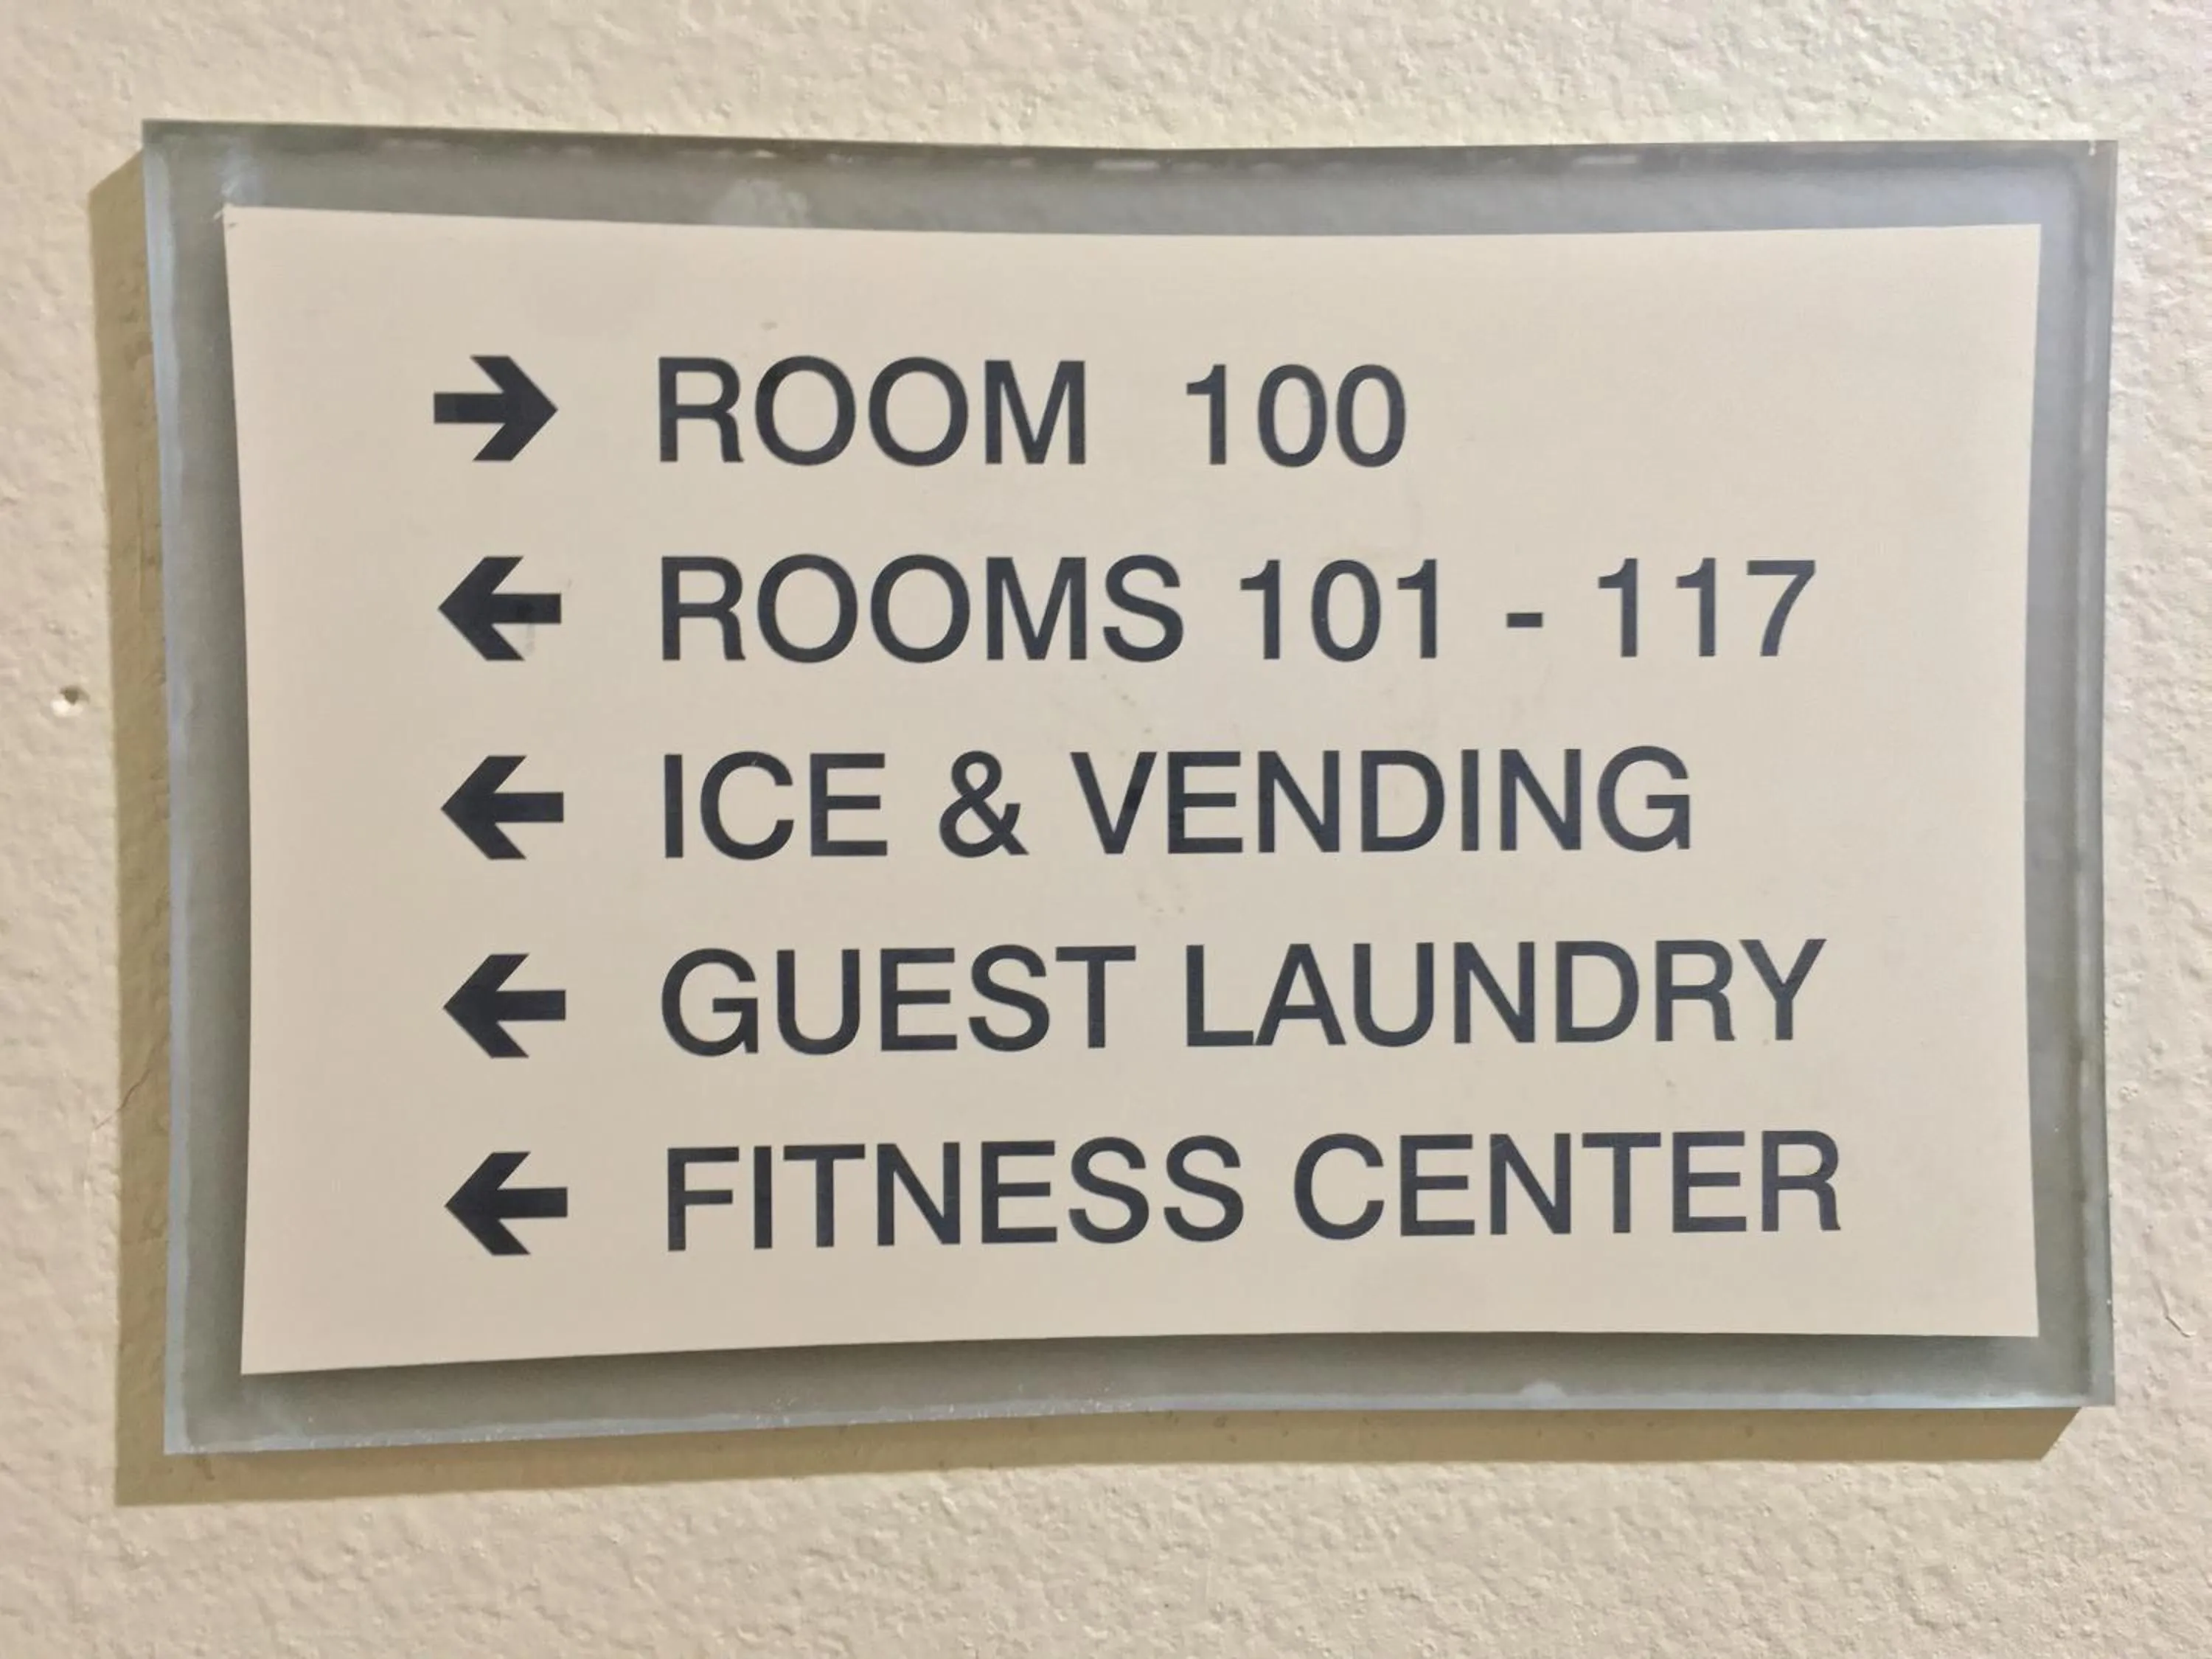 → ROOM 100
← ROOMS 101 - 117
← ICE & VENDING
← GUEST LAUNDRY
← FITNESS CENTER